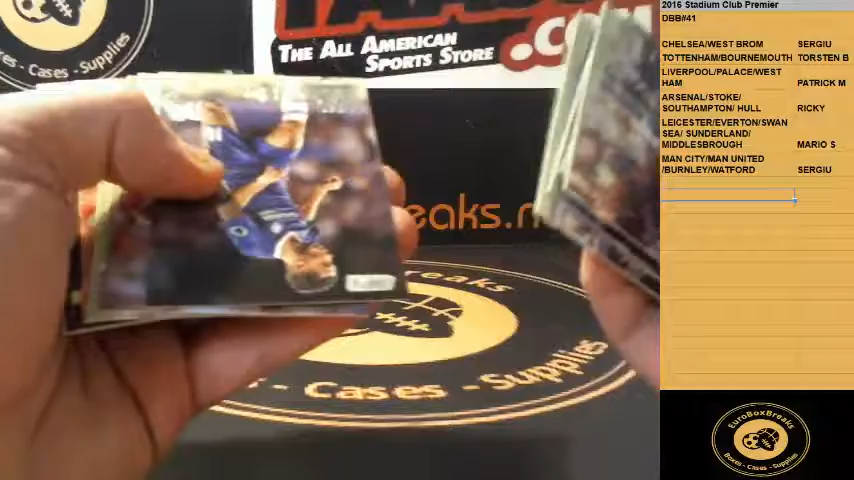 - Cases - Supplies
THE ALL AMERICAN
SPORTS STORE
.CO
eaks.n
Breaks
- Cases - Supplies
2016 Stadium Club Premier
DBB#41
CHELSEA/WEST BROM SERGIU
TOTTENHAM/BOURNEMOUTH TORSTEN B
LIVERPOOL/PALACE/WEST
HAM PATRICK M
ARSENAL/STOKE/
SOUTHAMPTON/ HULL RICKY
LEICESTER/EVERTON/SWAN
SEA/ SUNDERLAND/
MIDDLESBROUGH MARIO S
MAN CITY/MAN UNITED
/BURNLEY/WATFORD SERGIU
EuroBoxBreaks
Boxes - Cases - Supplies